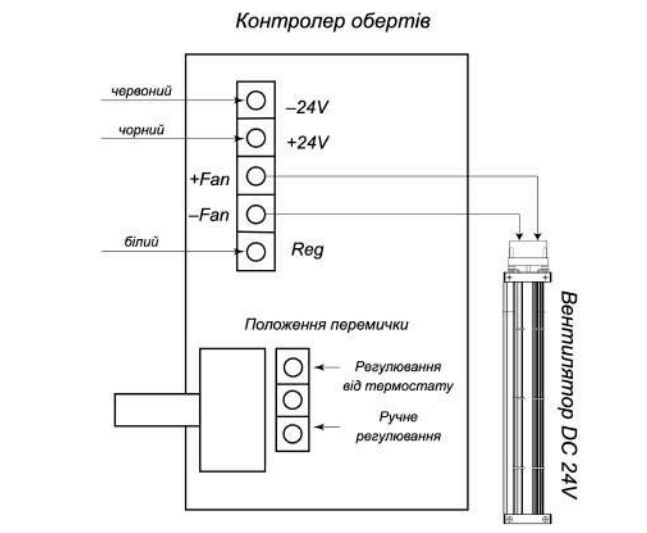 Контролер обертів
червоний
–24V
чорний
+24V
+Fan
–Fan
білий
Reg
Положення перемички
Регулювання
від термостату
Ручне
регулювання
Вентилятор DC 24V